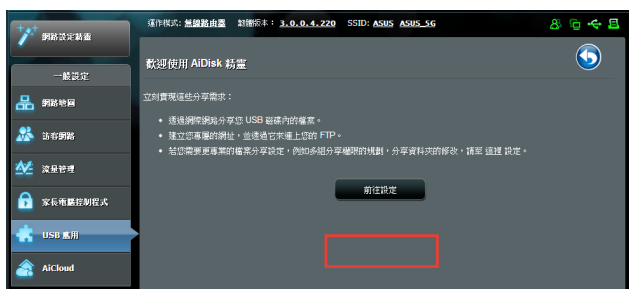 網路設定精靈
運作模式: 無線路由器 韌體版本: 3.0.0.4.220 SSID: ASUS ASUS_5G
一般設定
網路地圖
訪客網路
流量管理
家長電腦控制程式
USB 應用
AiCloud
歡迎使用 AiDisk 精靈
立刻實現這些分享需求:
• 透過網際網路分享您 USB 磁碟內的檔案。
• 建立您專屬的網址,並透過它來連上您的 FTP。
• 若您需要更專業的檔案分享設定,例如多組分享權限的規劃,分享資料夾的修改,請至 這裡 設定。
前往設定